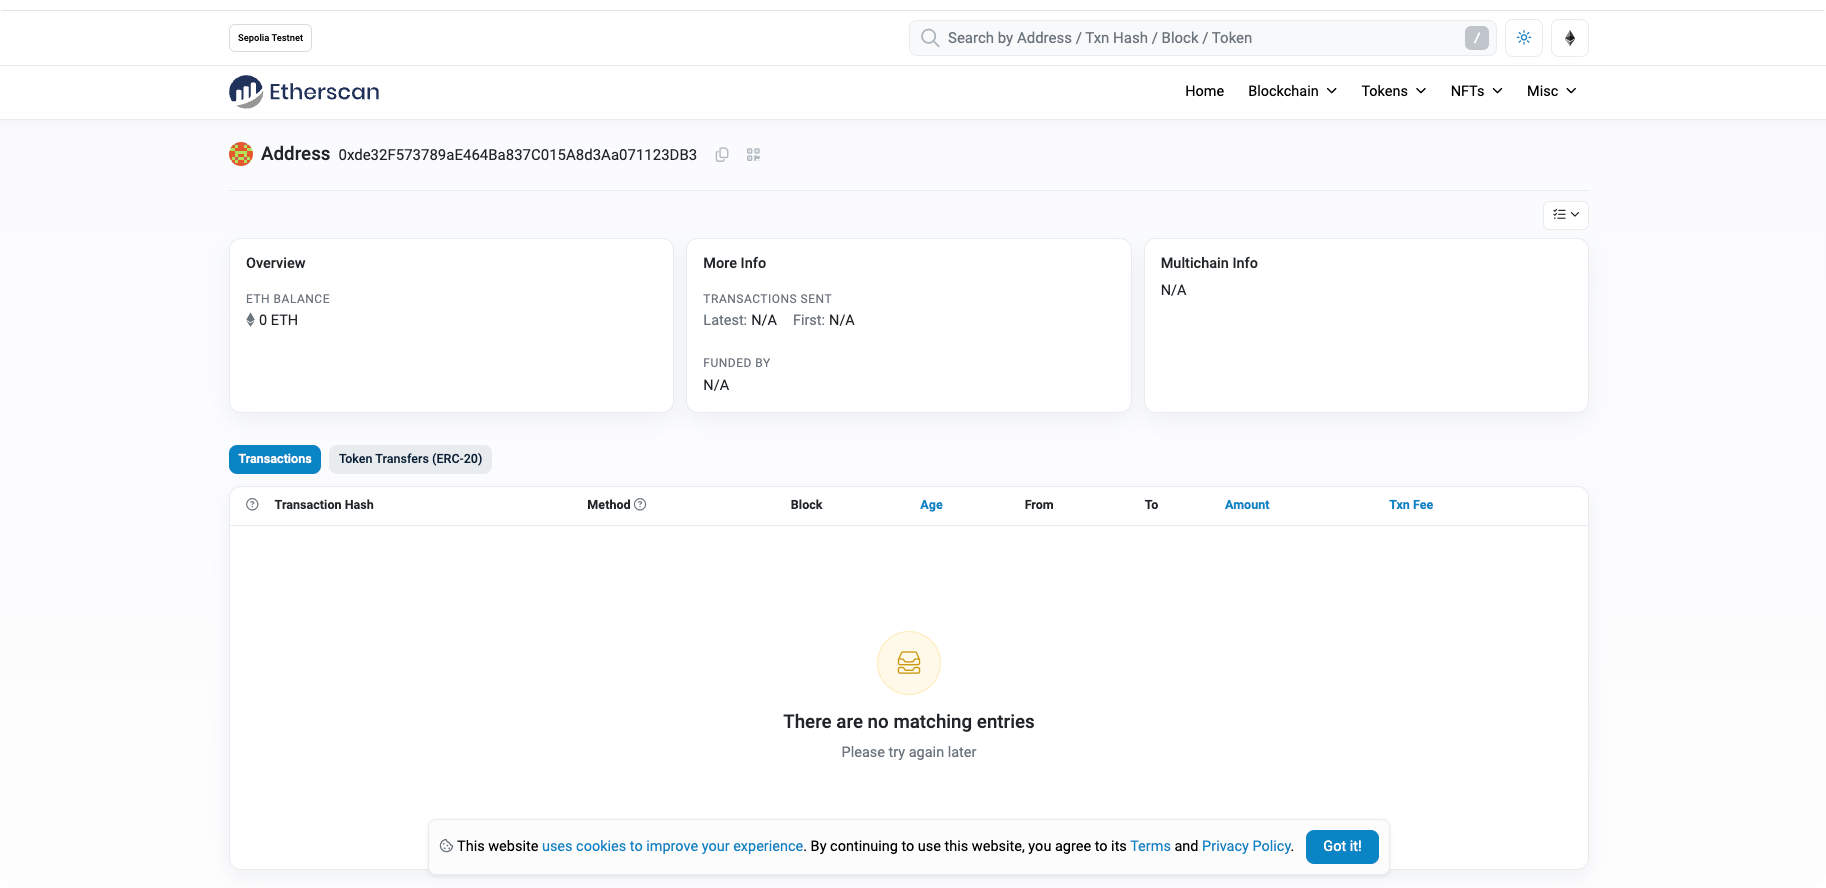 Sepolia Testnet
Search by Address / Txn Hash / Block / Token
/
Etherscan
Home Blockchain Tokens NFTs Misc
Address 0xde32F573789aE464Ba837C015A8d3Aa071123DB3
Overview
ETH BALANCE
0 ETH
More Info
TRANSACTIONS SENT
Latest: N/A First: N/A
FUNDED BY
N/A
Multichain Info
N/A
Transactions Token Transfers (ERC-20)
Transaction Hash Method Block Age From To Amount Txn Fee
There are no matching entries
Please try again later
This website uses cookies to improve your experience. By continuing to use this website, you agree to its Terms and Privacy Policy. Got it!